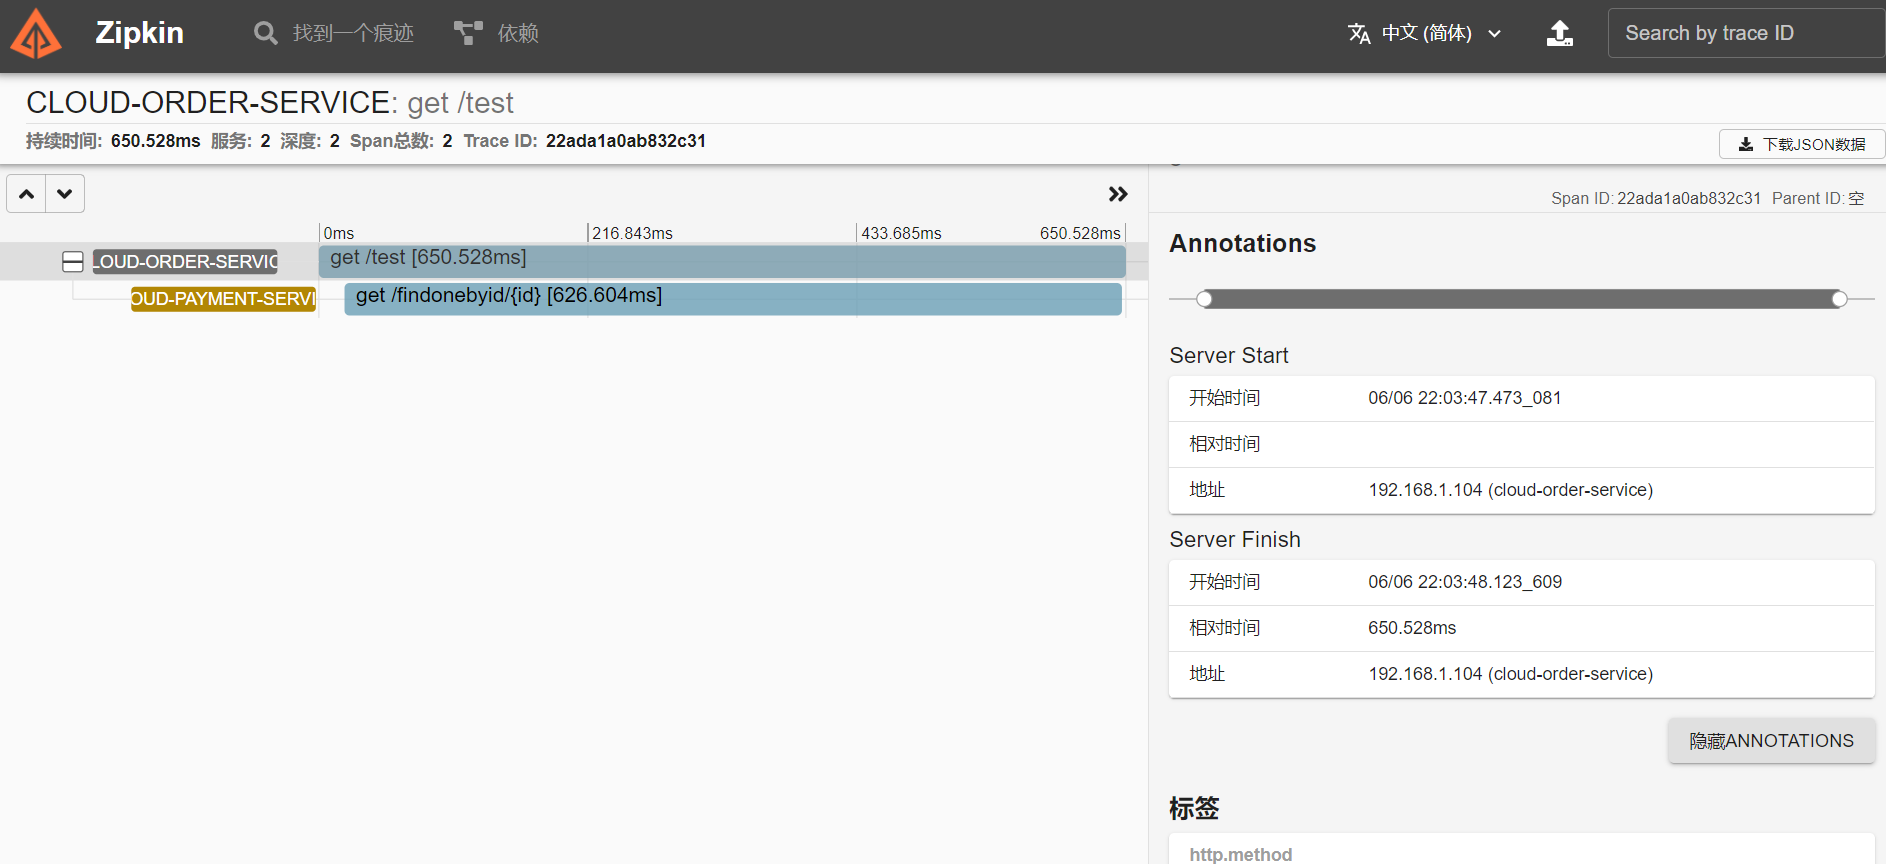 Zipkin 找到一个痕迹 依赖 中文 (简体) Search by trace ID
CLOUD-ORDER-SERVICE: get /test
持续时间: 650.528ms 服务: 2 深度: 2 Span总数: 2 Trace ID: 22ada1a0ab832c31
下载JSON数据
Span ID: 22ada1a0ab832c31 Parent ID: 空
0ms 216.843ms 433.685ms 650.528ms
LOUD-ORDER-SERVIC get /test [650.528ms]
OUD-PAYMENT-SERVI get /findonebyid/{id} [626.604ms]
Annotations
Server Start
开始时间 06/06 22:03:47.473_081
相对时间
地址 192.168.1.104 (cloud-order-service)
Server Finish
开始时间 06/06 22:03:48.123_609
相对时间 650.528ms
地址 192.168.1.104 (cloud-order-service)
隐藏ANNOTATIONS
标签
http.method